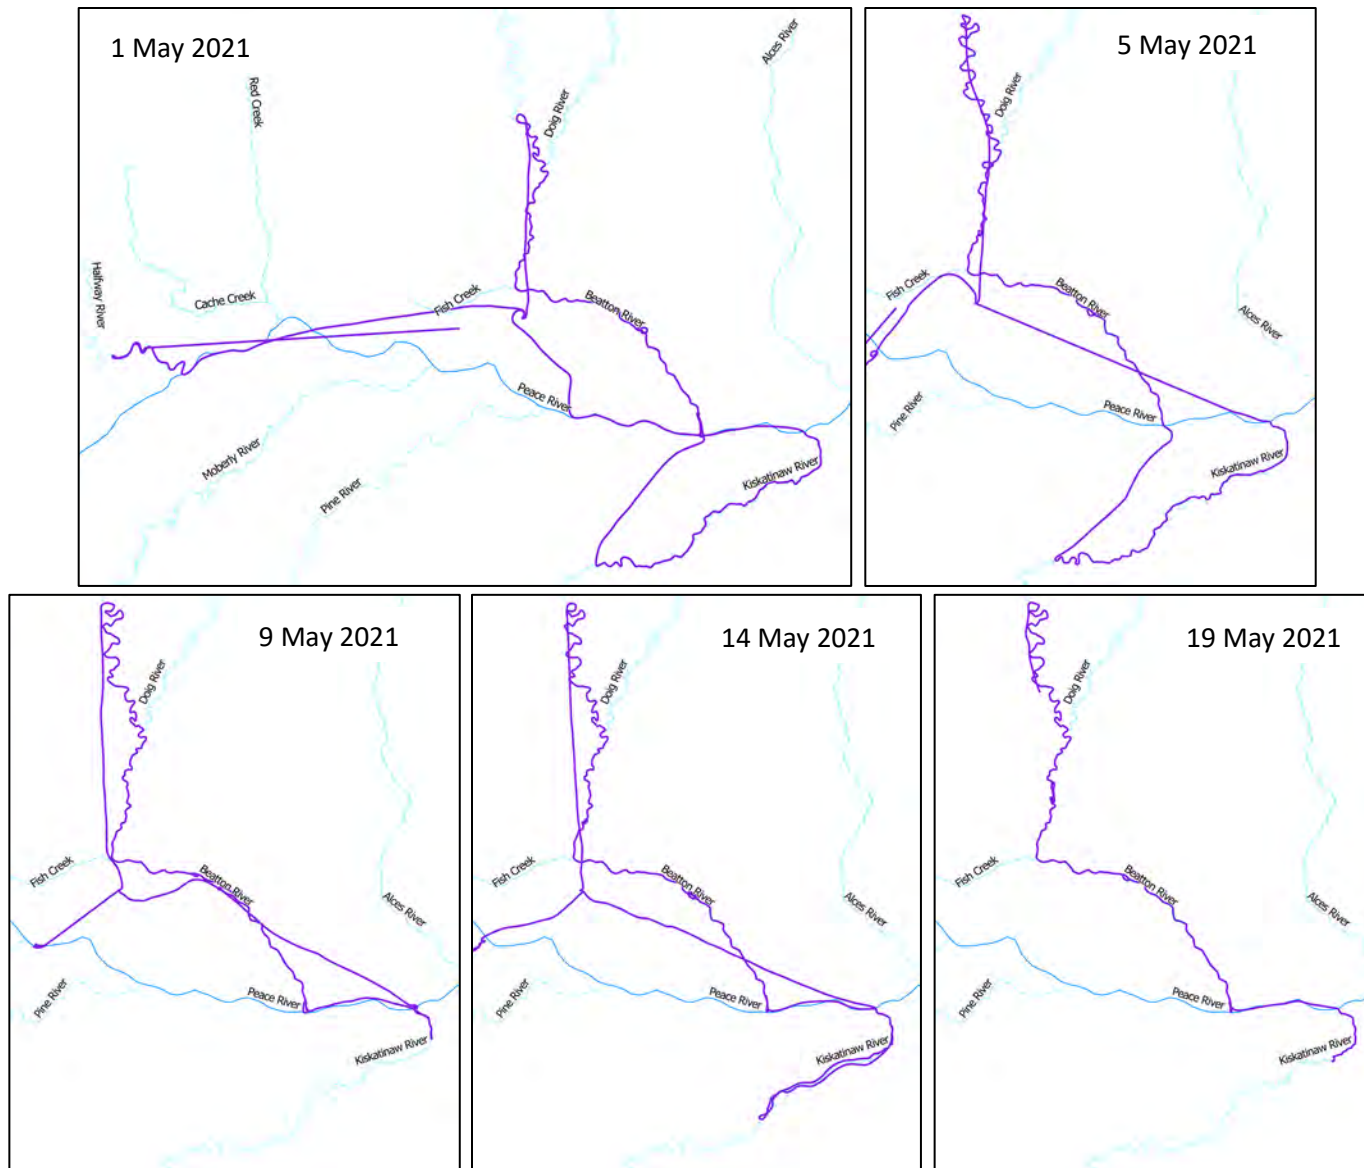 1 May 2021
Red Creek
Doig River
Alces River
Halfway River
Cache Creek
Fish Creek
Beatton River
Peace River
Moberly River
Pine River
Kiskatinaw River
5 May 2021
Doig River
Fish Creek
Beatton River
Alces River
Pine River
Peace River
Kiskatinaw River
9 May 2021
Doig River
Fish Creek
Beatton River
Alces River
Pine River
Peace River
Kiskatinaw River
14 May 2021
Doig River
Fish Creek
Beatton River
Alces River
Pine River
Peace River
Kiskatinaw River
19 May 2021
Doig River
Fish Creek
Beatton River
Alces River
Pine River
Peace River
Kiskatinaw River